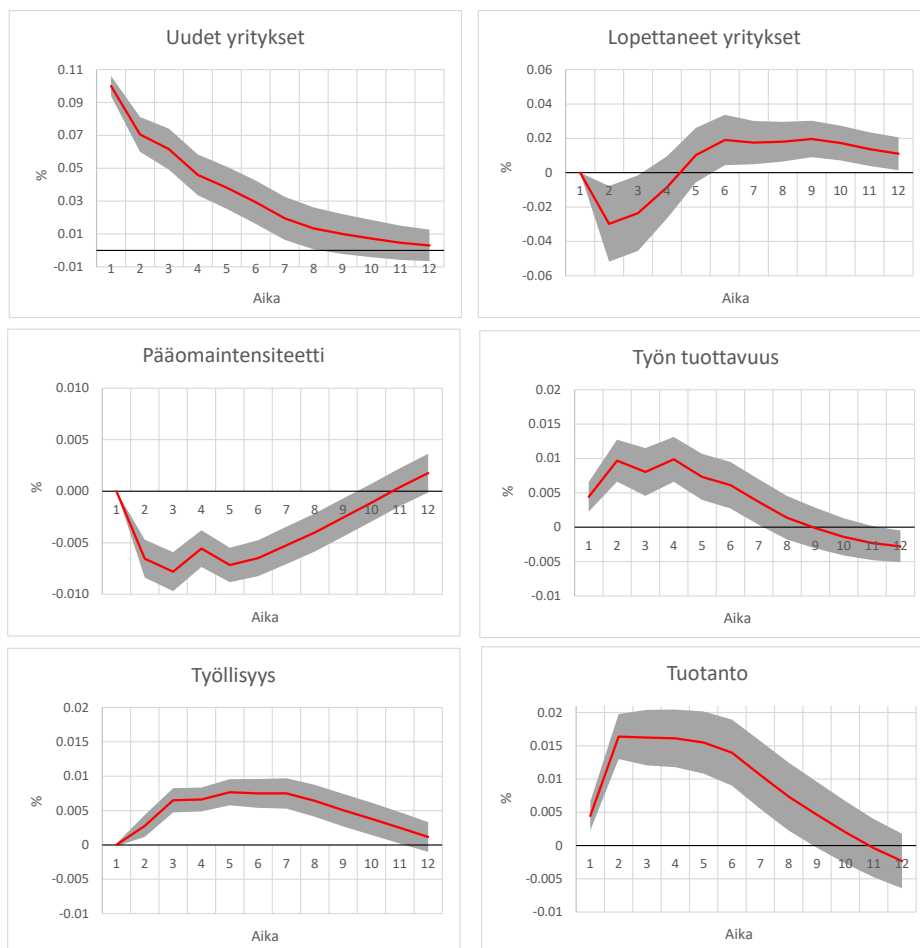 Uudet yritykset
0.11
0.09
0.07
0.05
0.03
0.01
-0.01
%
1 2 3 4 5 6 7 8 9 10 11 12
Aika
Lopettaneet yritykset
0.06
0.04
0.02
0
-0.02
-0.04
-0.06
%
1 2 3 4 5 6 7 8 9 10 11 12
Aika
Pääomaintensiteetti
0.010
0.005
0.000
-0.005
-0.010
%
1 2 3 4 5 6 7 8 9 10 11 12
Aika
Työn tuottavuus
0.02
0.015
0.01
0.005
0
-0.005
-0.01
%
1 2 3 4 5 6 7 8 9 10 11 12
Aika
Työllisyys
0.02
0.015
0.01
0.005
0
-0.005
-0.01
%
1 2 3 4 5 6 7 8 9 10 11 12
Aika
Tuotanto
0.02
0.015
0.01
0.005
0
-0.005
-0.01
%
1 2 3 4 5 6 7 8 9 10 11 12
Aika